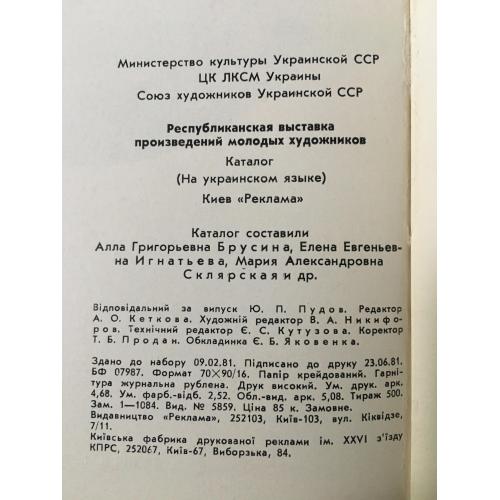 Министерство культуры Украинской ССР
ЦК ЛКСМ Украины
Союз художников Украинской ССР
Республиканская выставка
произведений молодых художников
Каталог
(На украинском языке)
Киев «Реклама»
Каталог составили
Алла Григорьевна Брусина, Елена Евгеньев-
на Игнатьева, Мария Александровна
Склярская и др.
Відповідальний за випуск Ю. П. Пудов. Редактор
А. О. Кеткова. Художній редактор В. А. Никифо-
ров. Технічний редактор Є. С. Кутузова. Коректор
Т. Б. Продан. Обкладинка Є. Б. Яковенка.
Здано до набору 09.02.81. Підписано до друку 23.06.81.
БФ 07987. Формат 70×90/16. Папір крейдований. Гарні-
тура журнальна рублена. Друк високий. Ум. друк. арк.
4,68. Ум. фарб.-відб. 2,52. Обл.-вид. арк. 5,08. Тираж 500.
Зам. 1—1084. Вид. № 5859. Ціна 85 к. Замовне.
Видавництво «Реклама», 252103, Київ-103, вул. Кіквідзе,
7/11.
Київська фабрика друкованої реклами ім. XXVI з'їзду
КПРС, 252067, Київ-67, Виборзька, 84.